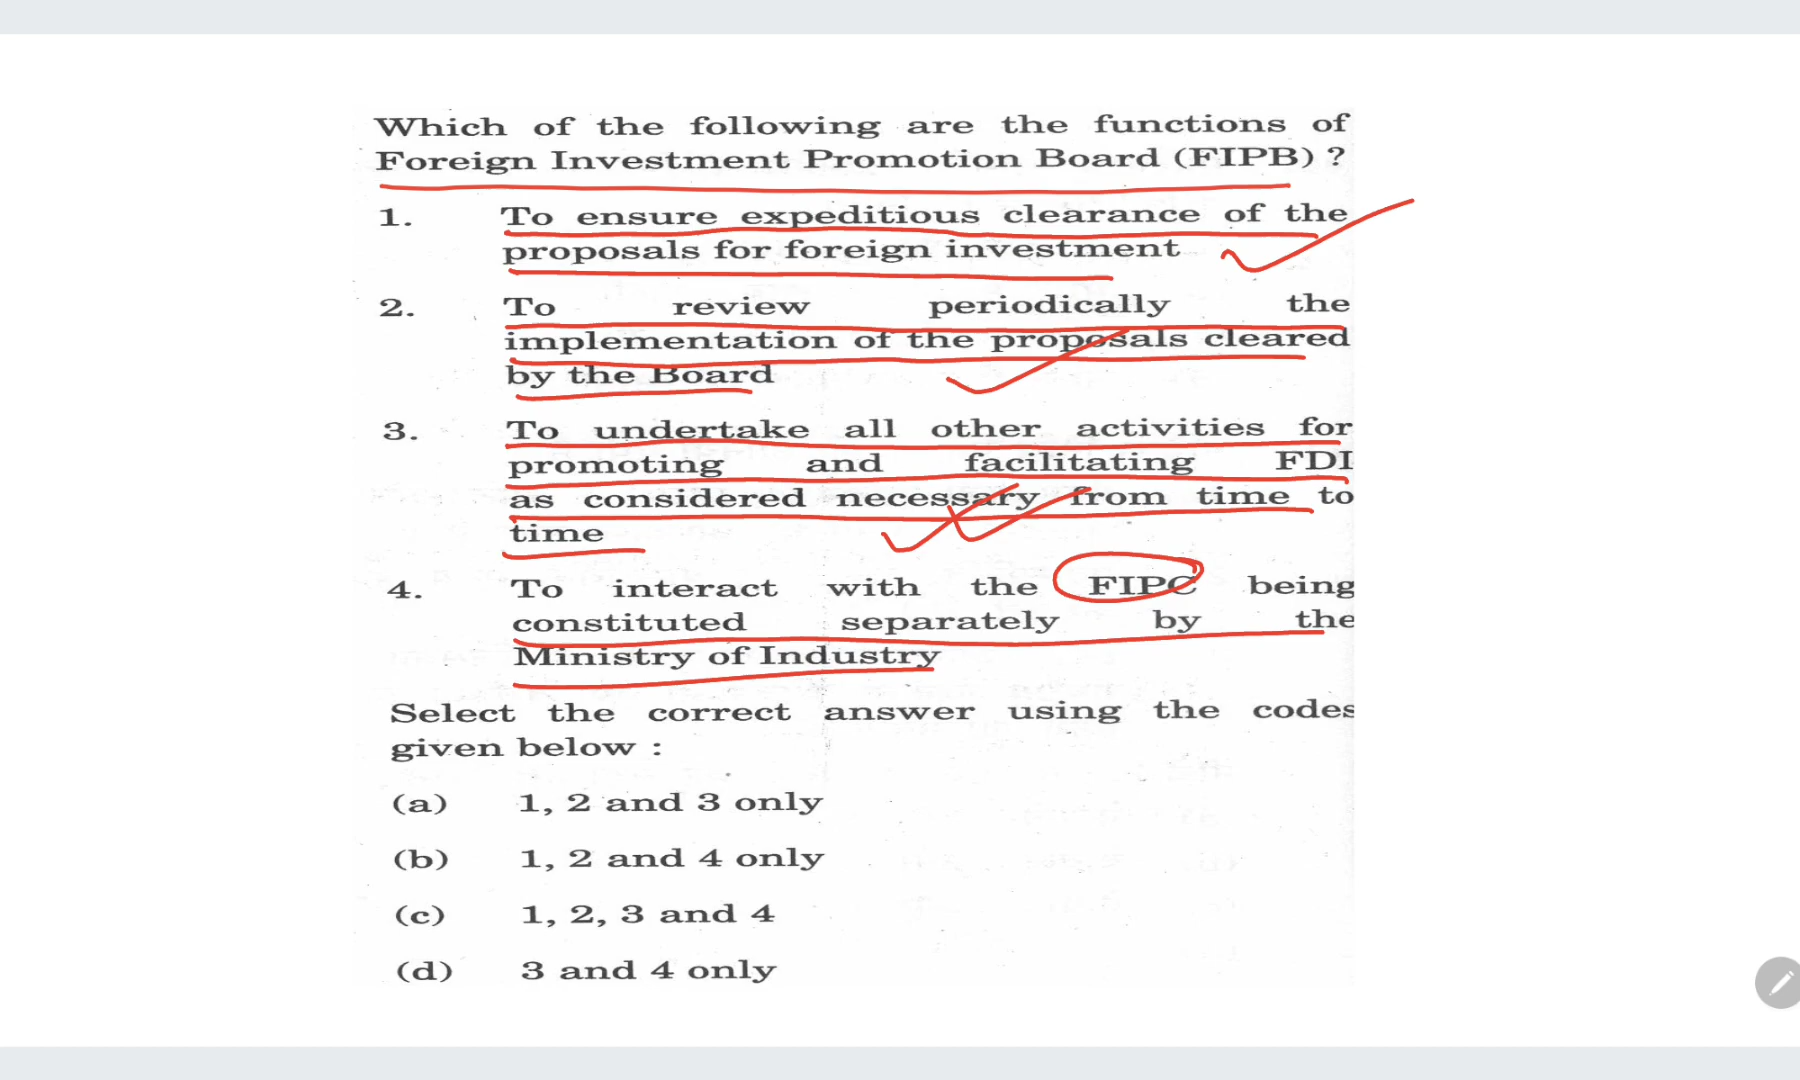 Which of the following are the functions of
Foreign Investment Promotion Board (FIPB) ?
1. To ensure expeditious clearance of the
proposals for foreign investment
2. To review periodically the
implementation of the proposals cleared
by the Board
3. To undertake all other activities for
promoting and facilitating FDI
as considered necessary from time to
time
4. To interact with the FIPC being
constituted separately by the
Ministry of Industry
Select the correct answer using the codes
given below :
(a) 1, 2 and 3 only
(b) 1, 2 and 4 only
(c) 1, 2, 3 and 4
(d) 3 and 4 only